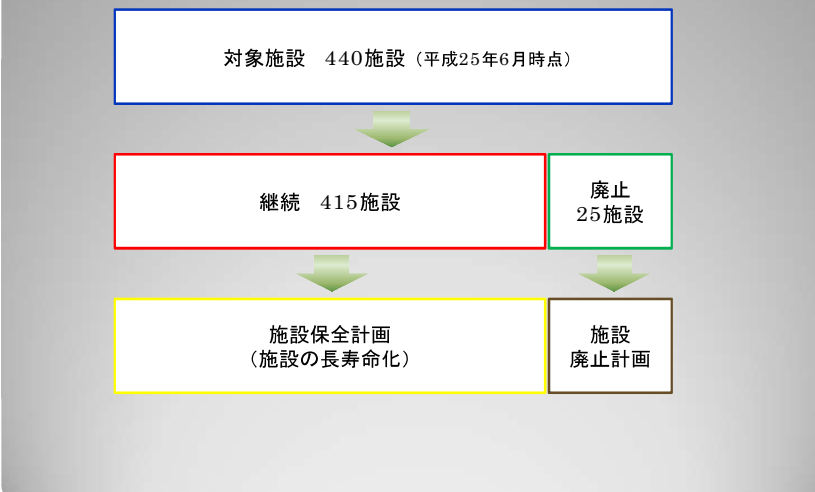 対象施設　440施設（平成25年6月時点）
継続　415施設
廃止
25施設
施設保全計画
（施設の長寿命化）
施設
廃止計画